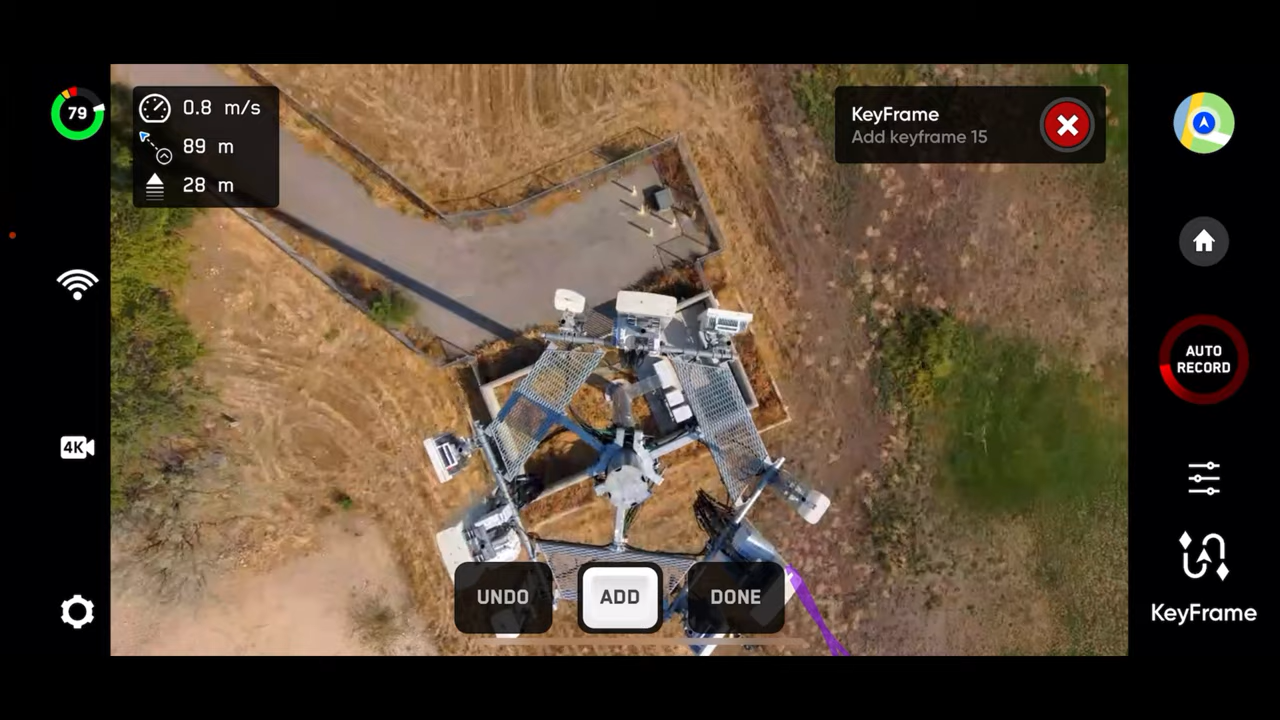 79
0.8 m/s
89 m
28 m
KeyFrame
Add keyframe 15
AUTO
RECORD
4K
UNDO
ADD
DONE
KeyFrame